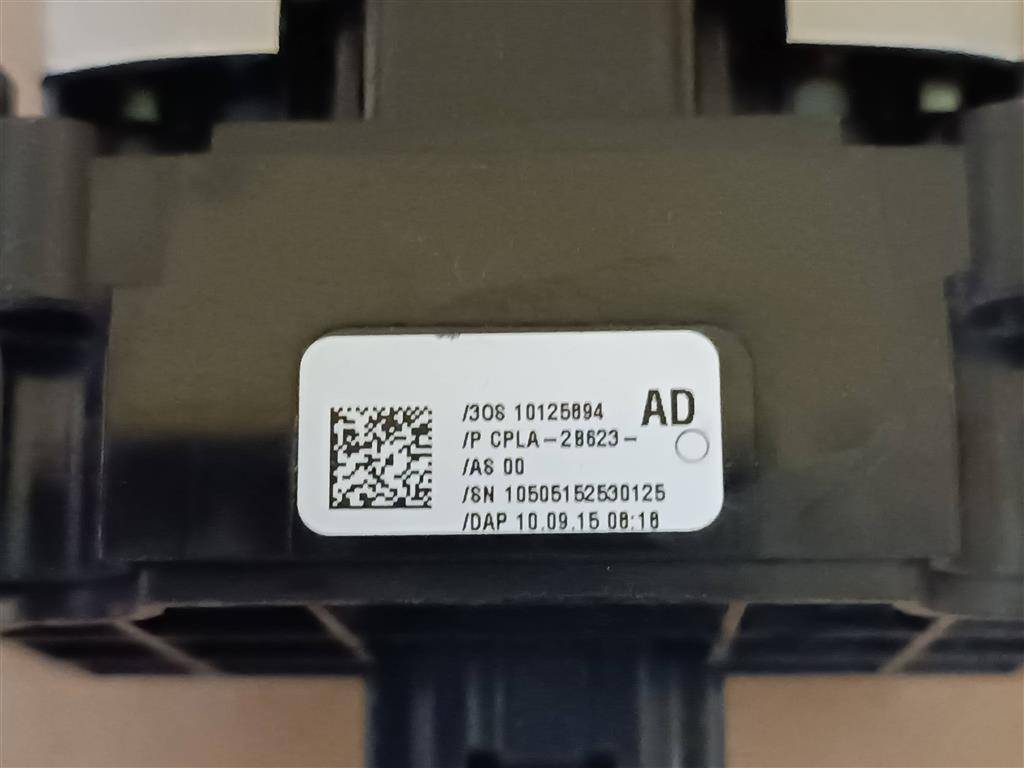 /30S 10125894
AD
/P CPLA-28623-
/AS 00
/SN 10505152530125
/DAP 10.09.15 08:18